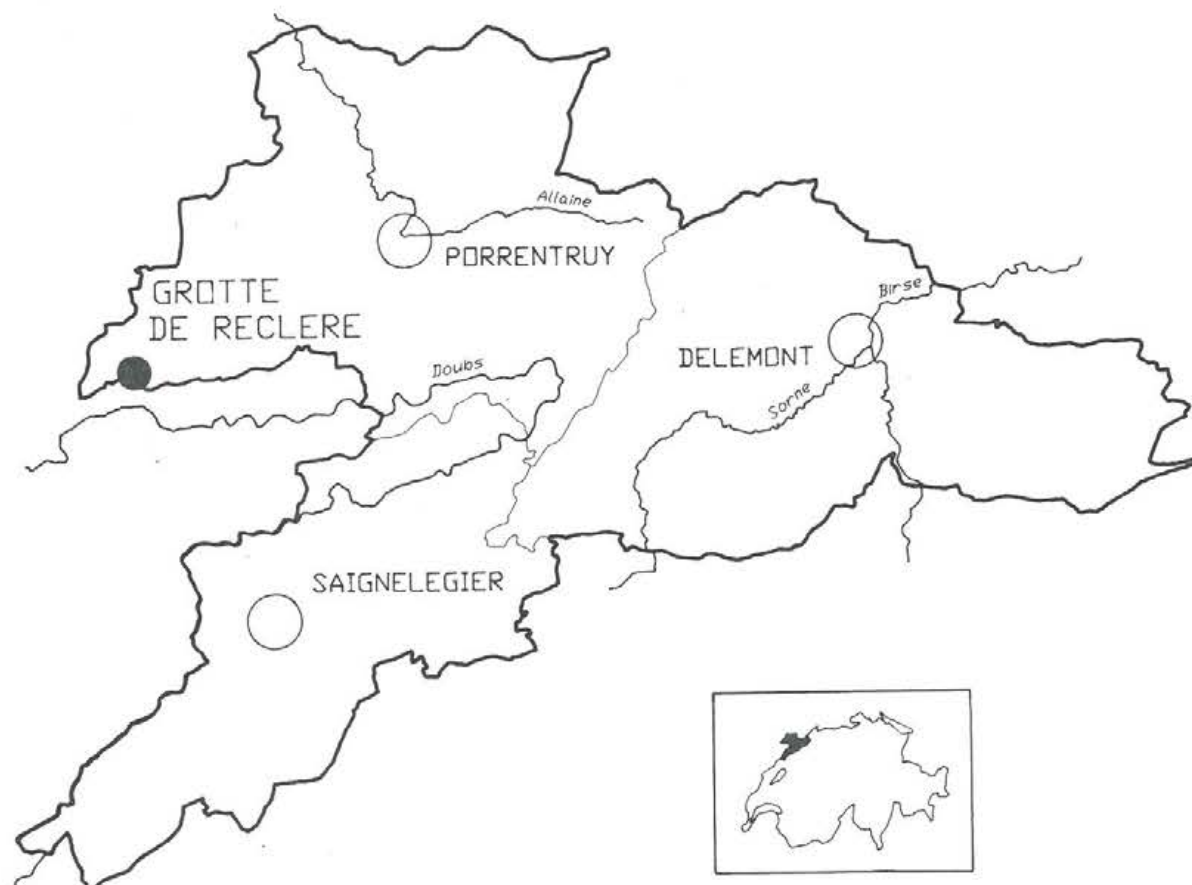 Allaine
PORRENTRUY
GROTTE
DE RECLERE
Birse
DELEMONT
Doubs
Sorne
SAIGNELEGIER